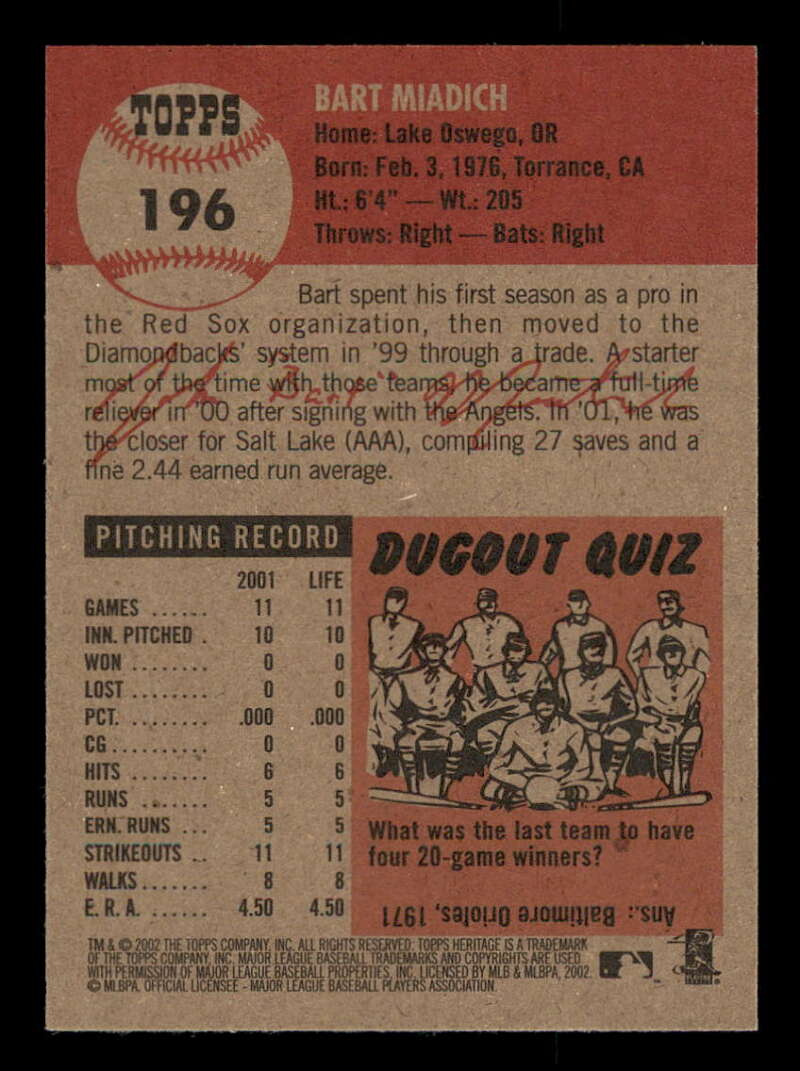 TOPPS
196
BART MIADICH
Home: Lake Oswego, OR
Born: Feb. 3, 1976, Torrance, CA
Ht.: 6'4" — Wt.: 205
Throws: Right — Bats: Right
Bart spent his first season as a pro in
the Red Sox organization, then moved to the
Diamondbacks' system in '99 through a trade. A starter
most of the time with those teams, he became a full-time
reliever in '00 after signing with the Angels. In '01, he was
the closer for Salt Lake (AAA), compiling 27 saves and a
fine 2.44 earned run average.
PITCHING RECORD
2001 LIFE
GAMES ...... 11 11
INN. PITCHED . 10 10
WON ........ 0 0
LOST ........ 0 0
PCT. ........ .000 .000
CG .......... 0 0
HITS ........ 6 6
RUNS ....... 5 5
ERN. RUNS ... 5 5
STRIKEOUTS .. 11 11
WALKS ....... 8 8
E. R. A. ...... 4.50 4.50
DUGOUT QUIZ
What was the last team to have
four 20-game winners?
Ans.: Baltimore Orioles, 1971
TM & © 2002 THE TOPPS COMPANY, INC. ALL RIGHTS RESERVED. TOPPS HERITAGE IS A TRADEMARK
OF THE TOPPS COMPANY, INC. MAJOR LEAGUE BASEBALL TRADEMARKS AND COPYRIGHTS ARE USED
WITH PERMISSION OF MAJOR LEAGUE BASEBALL PROPERTIES, INC. LICENSED BY MLB & MLBPA, 2002.
© MLBPA. OFFICIAL LICENSEE - MAJOR LEAGUE BASEBALL PLAYERS ASSOCIATION.